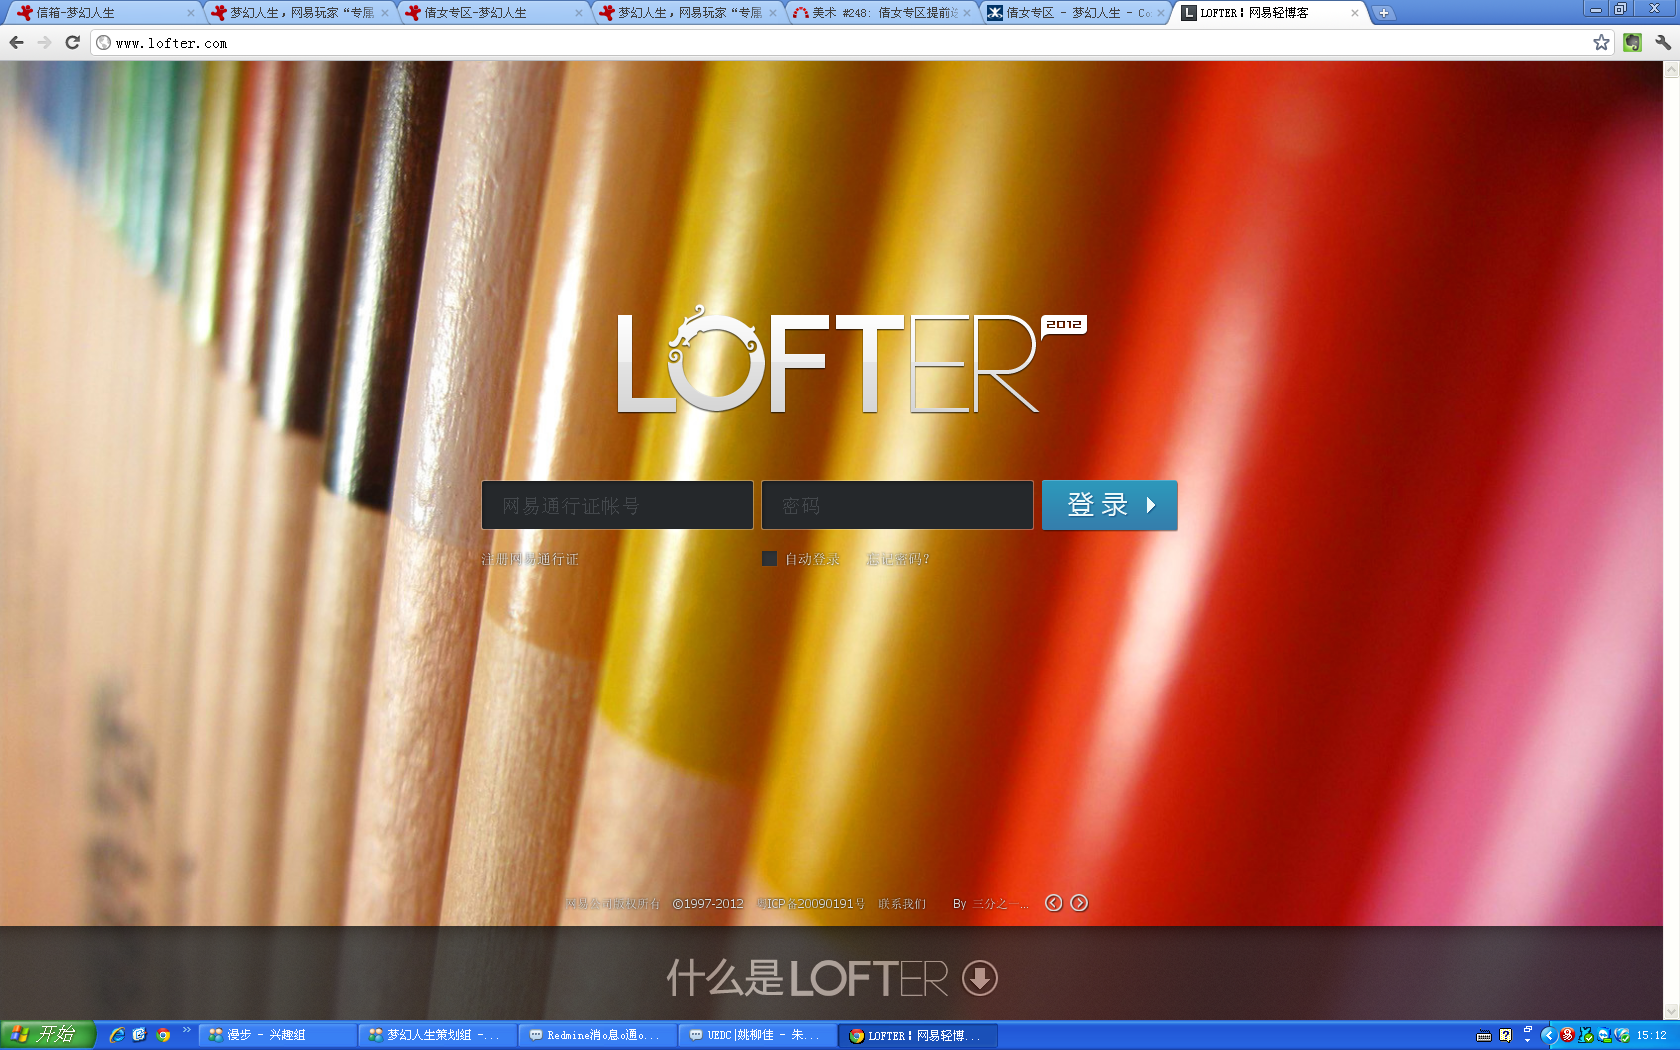 信箱-梦幻人生
梦幻人生，网易玩家“专属
倩女专区-梦幻人生
梦幻人生，网易玩家“专属
美术 #248: 倩女专区提前
倩女专区 - 梦幻人生 - Co
LOFTER¦网易轻博客
www.lofter.com
LOFTER
2012
网易通行证帐号
密码
登录
注册网易通行证
自动登录
忘记密码?
网易公司版权所有 ©1997-2012 粤ICP备20090191号 联系我们 By 三分之一...
什么是LOFTER
开始
漫步 - 兴趣组
梦幻人生策划组 -...
Redmine消o息o通o...
UEDC|姚柳佳 - 朱...
LOFTER¦网易轻博...
15:12